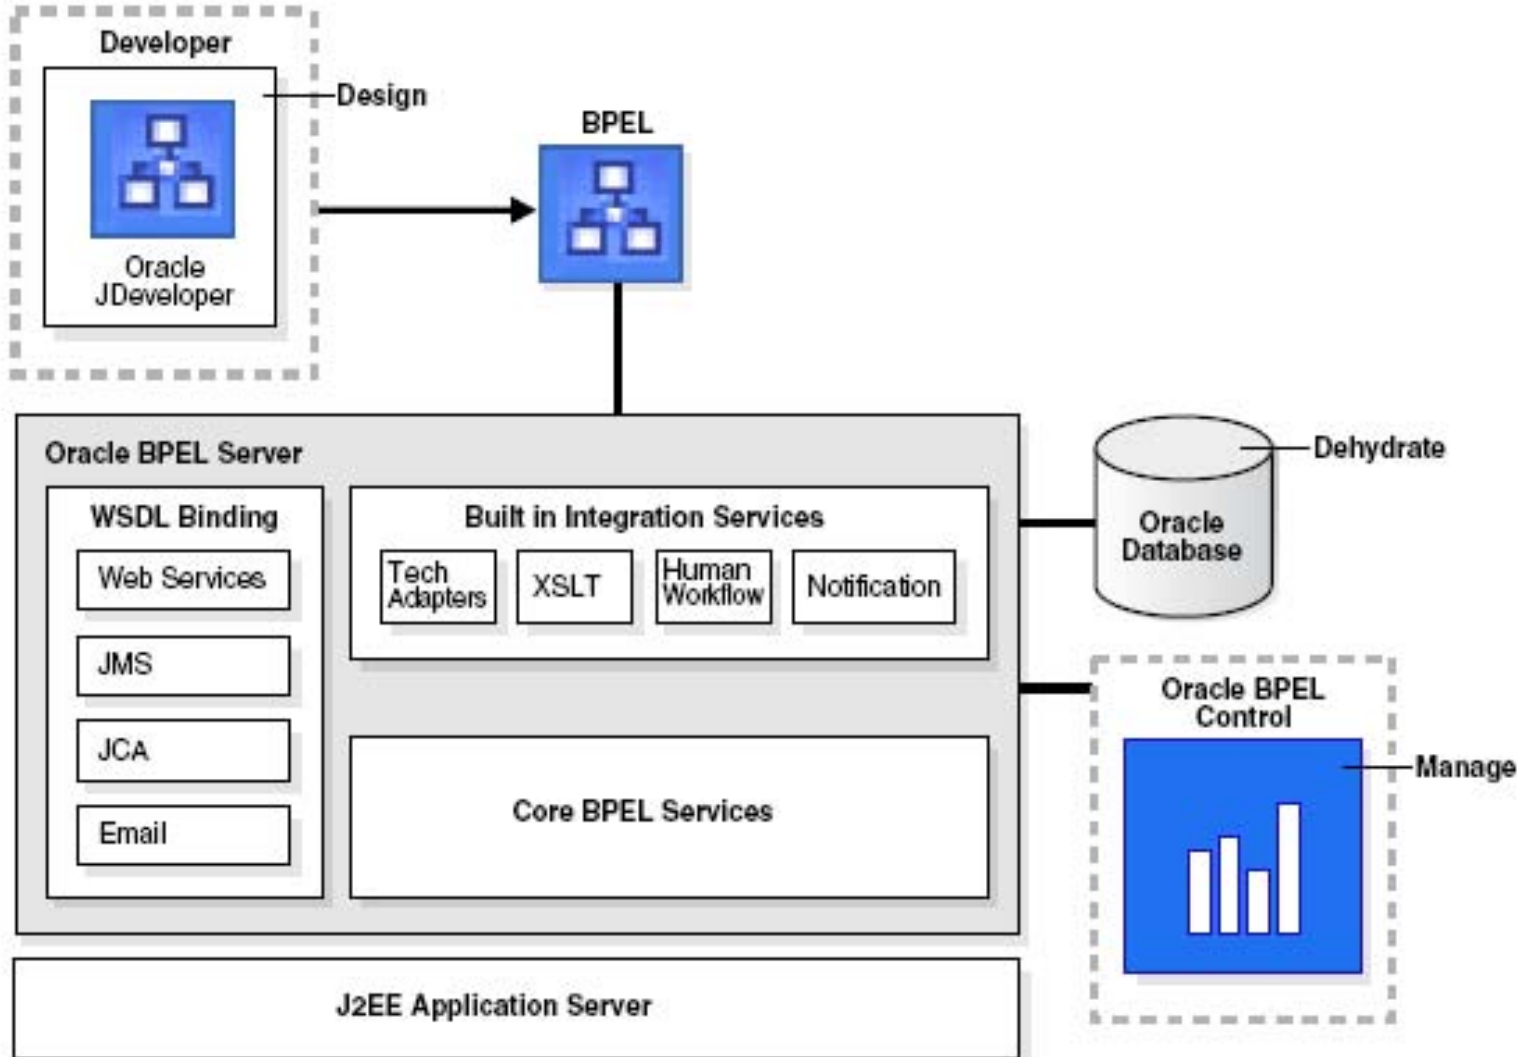 Developer
Design
Oracle
JDeveloper
BPEL
Oracle BPEL Server
WSDL Binding
Web Services
JMS
JCA
Email
Built in Integration Services
Tech
Adapters
XSLT
Human
Workflow
Notification
Core BPEL Services
Dehydrate
Oracle
Database
Oracle BPEL
Control
Manage
J2EE Application Server